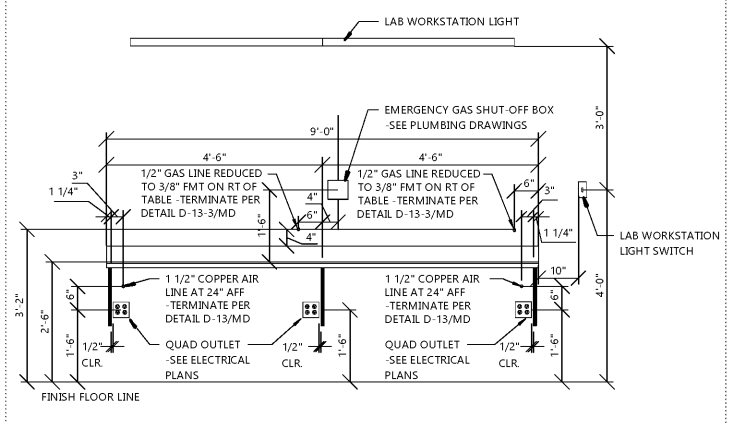 LAB WORKSTATION LIGHT
EMERGENCY GAS SHUT-OFF BOX
-SEE PLUMBING DRAWINGS
3'-0"
9'-0"
4'-6"
4'-6"
3"
1 1/4"
1/2" GAS LINE REDUCED
TO 3/8" FMT ON RT OF
TABLE -TERMINATE PER
DETAIL D-13-3/MD
4"
6"
1'-6"
4"
1/2" GAS LINE REDUCED
TO 3/8" FMT ON RT OF
TABLE -TERMINATE PER
DETAIL D-13-3/MD
6"
3"
1 1/4"
LAB WORKSTATION
LIGHT SWITCH
10"
4'-0"
3'-2"
2'-6"
6"
1'-6"
1 1/2" COPPER AIR
LINE AT 24" AFF
-TERMINATE PER
DETAIL D-13/MD
1 1/2" COPPER AIR
LINE AT 24" AFF
-TERMINATE PER
DETAIL D-13/MD
6"
1'-6"
1/2"
CLR.
QUAD OUTLET
-SEE ELECTRICAL
PLANS
1/2"
CLR.
1'-6"
QUAD OUTLET
-SEE ELECTRICAL
PLANS
1/2"
CLR.
FINISH FLOOR LINE